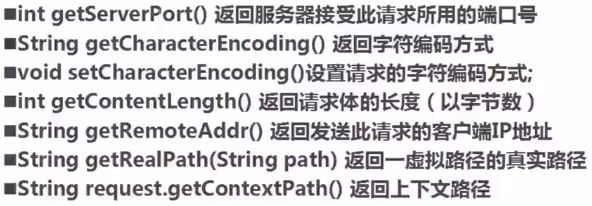 ■int getServerPort() 返回服务器接受此请求所用的端口号
■String getCharacterEncoding() 返回字符编码方式
■void setCharacterEncoding()设置请求的字符编码方式;
■int getContentLength() 返回请求体的长度（以字节数）
■String getRemoteAddr() 返回发送此请求的客户端IP地址
■String getRealPath(String path) 返回一虚拟路径的真实路径
■String request.getContextPath() 返回上下文路径